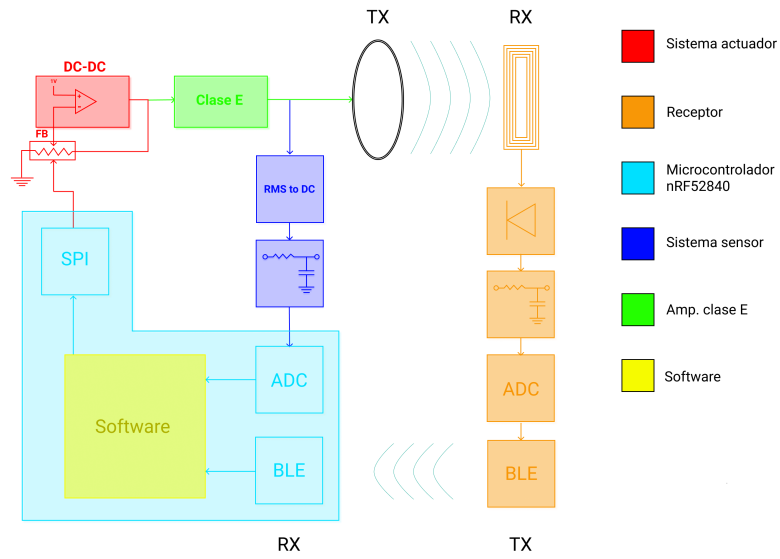 TX
RX
DC-DC
1V
+
−
FB
Clase E
RMS to DC
SPI
ADC
Software
BLE
RX
ADC
BLE
TX
Sistema actuador
Receptor
Microcontrolador
nRF52840
Sistema sensor
Amp. clase E
Software